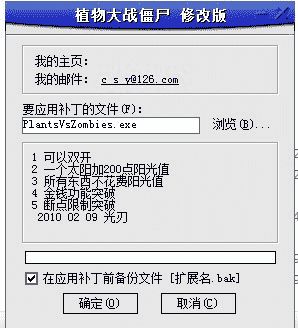 植物大战僵尸 修改版
我的主页:
我的邮件: c_s_y@126.com
要应用补丁的文件(F):
PlantsVsZombies.exe 浏览(B)...
1 可以双开
2 一个太阳加200点阳光值
3 所有东西不花费阳光值
4 金钱功能突破
5 断点限制突破
2010 02 09 光刃
在应用补丁前备份文件 [扩展名.bak]
确定(O) 取消(C)